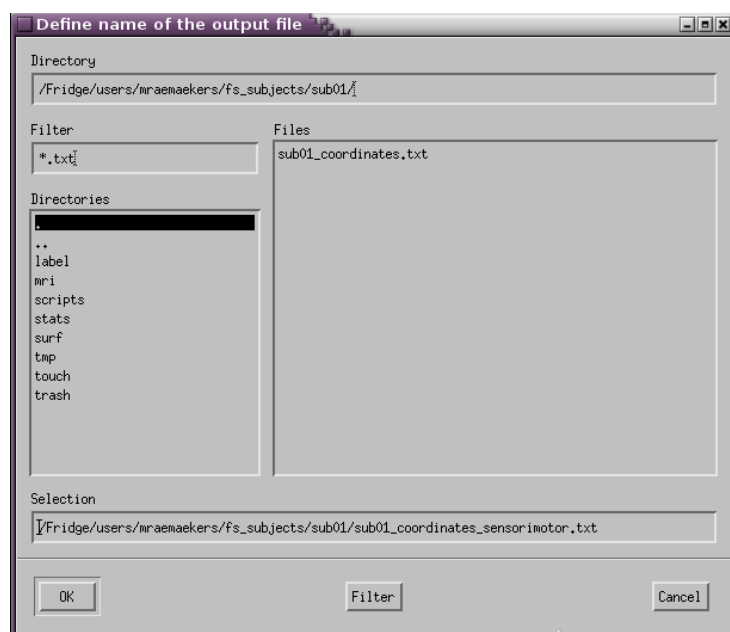 Define name of the output file
Directory
/Fridge/users/mraemaekers/fs_subjects/sub01/
Filter
*.txt
Files
sub01_coordinates.txt
Directories
.
..
label
mri
scripts
stats
surf
tmp
touch
trash
Selection
/Fridge/users/mraemaekers/fs_subjects/sub01/sub01_coordinates_sensorimotor.txt
OK
Filter
Cancel